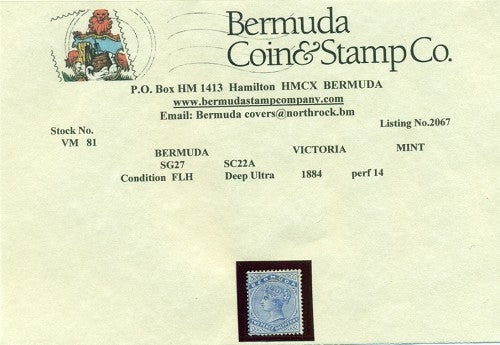 Bermuda
Coin&Stamp Co.
P.O. Box HM 1413 Hamilton HMCX BERMUDA
www.bermudastampcompany.com
Email: Bermuda covers@northrock.bm
Stock No. Listing No.2067
VM 81
BERMUDA VICTORIA MINT
SG27 SC22A
Condition FLH Deep Ultra 1884 perf 14
BERMUDA